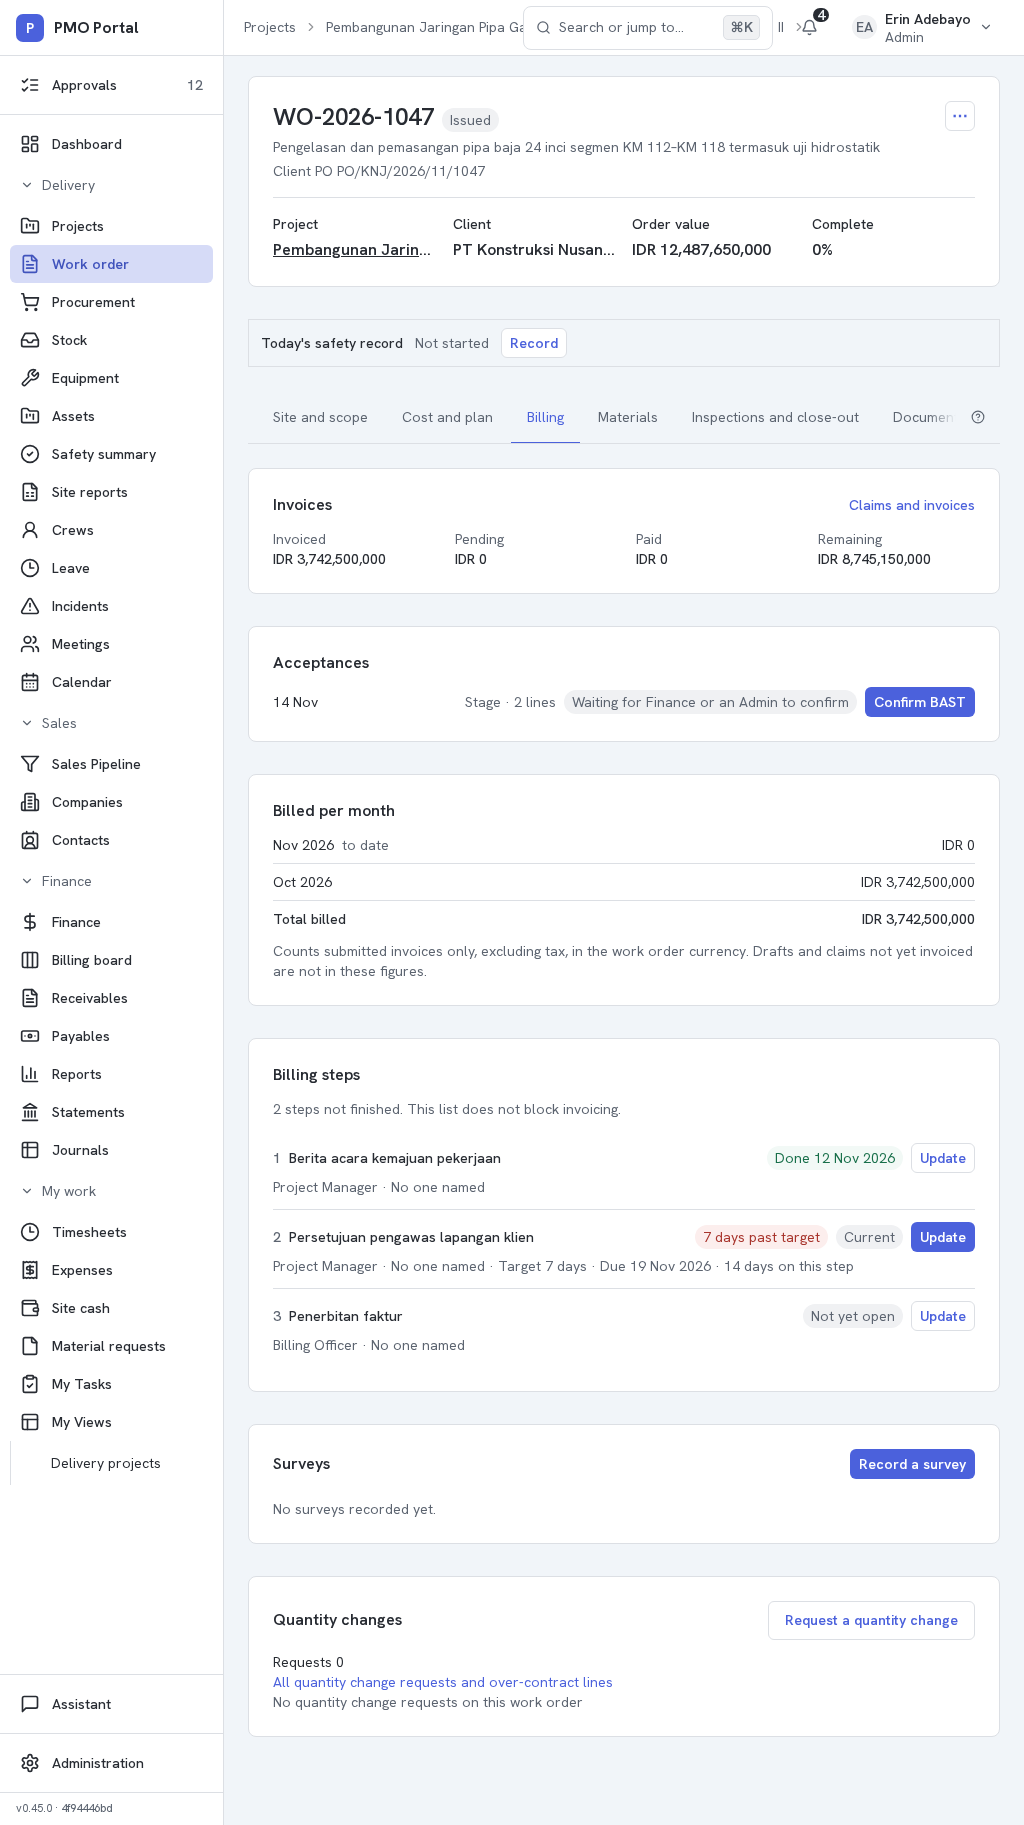 P PMO Portal
Projects
Pembangunan Jaringan Pipa Ga
Search or jump to...
⌘K
II
4
EA
Erin Adebayo
Admin
Approvals 12
Dashboard
Delivery
Projects
Work order
Procurement
Stock
Equipment
Assets
Safety summary
Site reports
Crews
Leave
Incidents
Meetings
Calendar
Sales
Sales Pipeline
Companies
Contacts
Finance
Finance
Billing board
Receivables
Payables
Reports
Statements
Journals
My work
Timesheets
Expenses
Site cash
Material requests
My Tasks
My Views
Delivery projects
Assistant
Administration
v0.45.0 · 4f94446bd
WO-2026-1047 Issued
Pengelasan dan pemasangan pipa baja 24 inci segmen KM 112–KM 118 termasuk uji hidrostatik
Client PO PO/KNJ/2026/11/1047
Project Client Order value Complete
Pembangunan Jarin... PT Konstruksi Nusan... IDR 12,487,650,000 0%
Today's safety record Not started Record
Site and scope Cost and plan Billing Materials Inspections and close-out Documen
Invoices Claims and invoices
Invoiced Pending Paid Remaining
IDR 3,742,500,000 IDR 0 IDR 0 IDR 8,745,150,000
Acceptances
14 Nov Stage · 2 lines Waiting for Finance or an Admin to confirm Confirm BAST
Billed per month
Nov 2026 to date IDR 0
Oct 2026 IDR 3,742,500,000
Total billed IDR 3,742,500,000
Counts submitted invoices only, excluding tax, in the work order currency. Drafts and claims not yet invoiced
are not in these figures.
Billing steps
2 steps not finished. This list does not block invoicing.
1 Berita acara kemajuan pekerjaan Done 12 Nov 2026 Update
Project Manager · No one named
2 Persetujuan pengawas lapangan klien 7 days past target Current Update
Project Manager · No one named · Target 7 days · Due 19 Nov 2026 · 14 days on this step
3 Penerbitan faktur Not yet open Update
Billing Officer · No one named
Surveys Record a survey
No surveys recorded yet.
Quantity changes Request a quantity change
Requests 0
All quantity change requests and over-contract lines
No quantity change requests on this work order